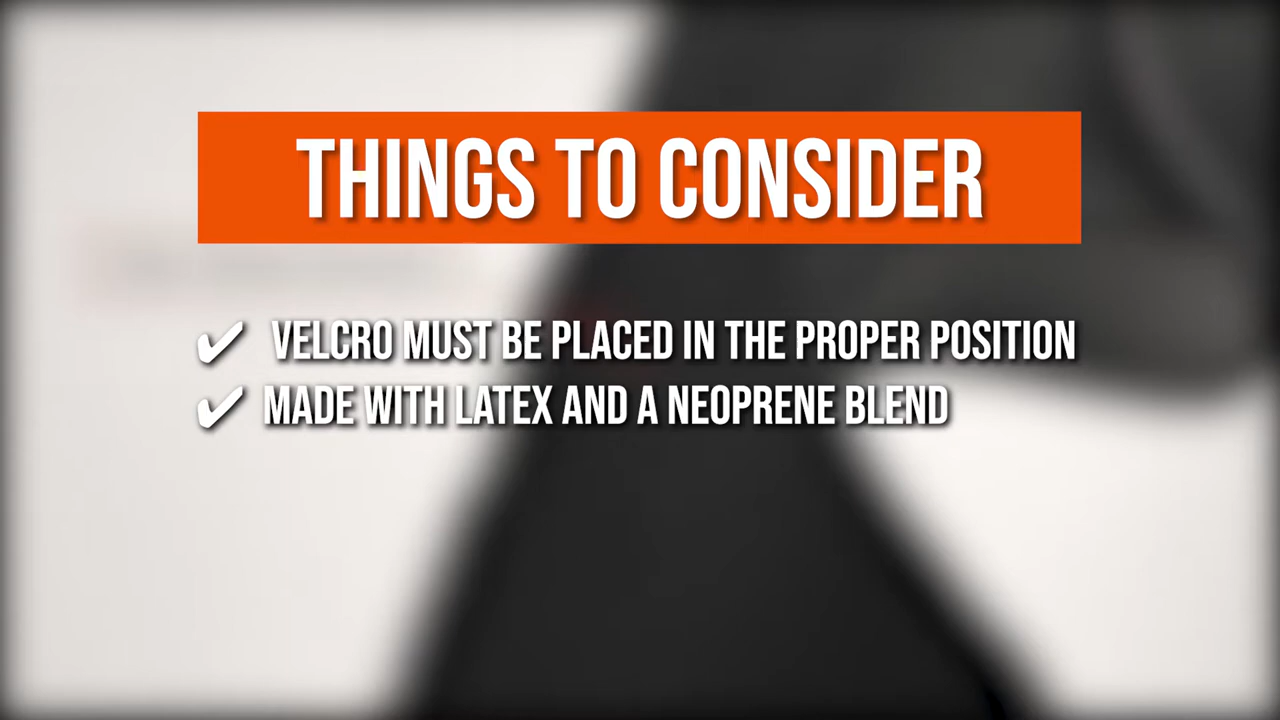 THINGS TO CONSIDER
✔ VELCRO MUST BE PLACED IN THE PROPER POSITION
✔ MADE WITH LATEX AND A NEOPRENE BLEND